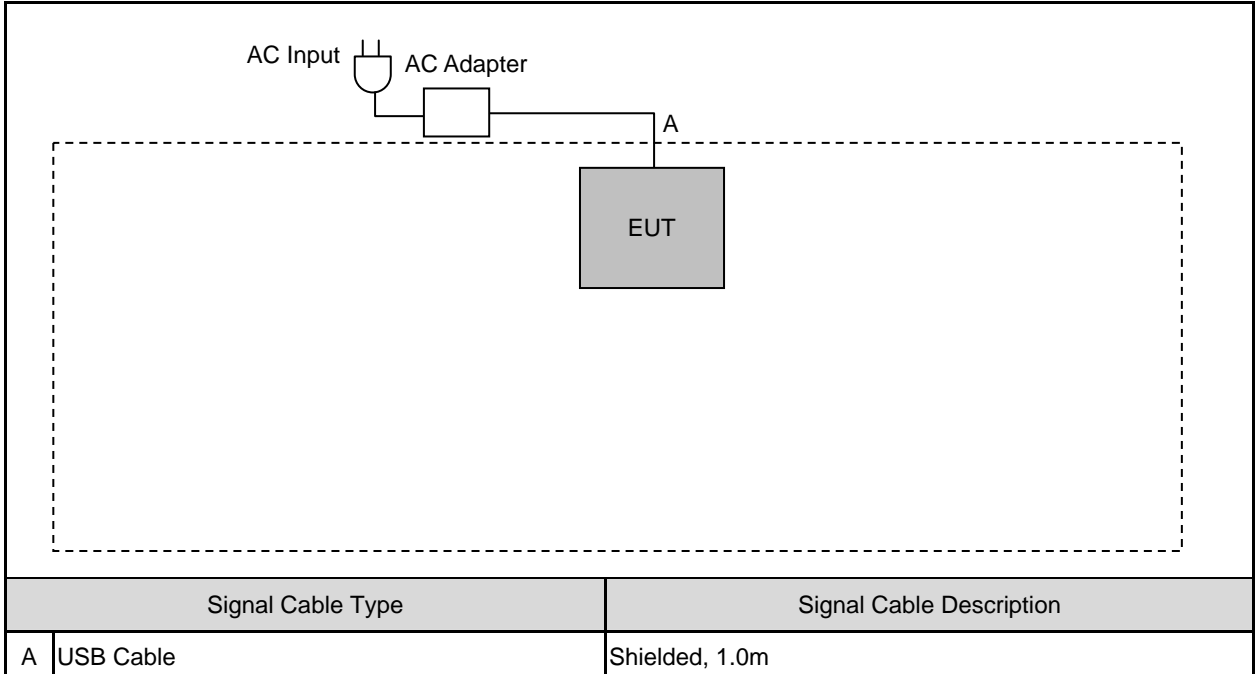 AC Input
AC Adapter
A
EUT
Signal Cable Type Signal Cable Description
A USB Cable Shielded, 1.0m